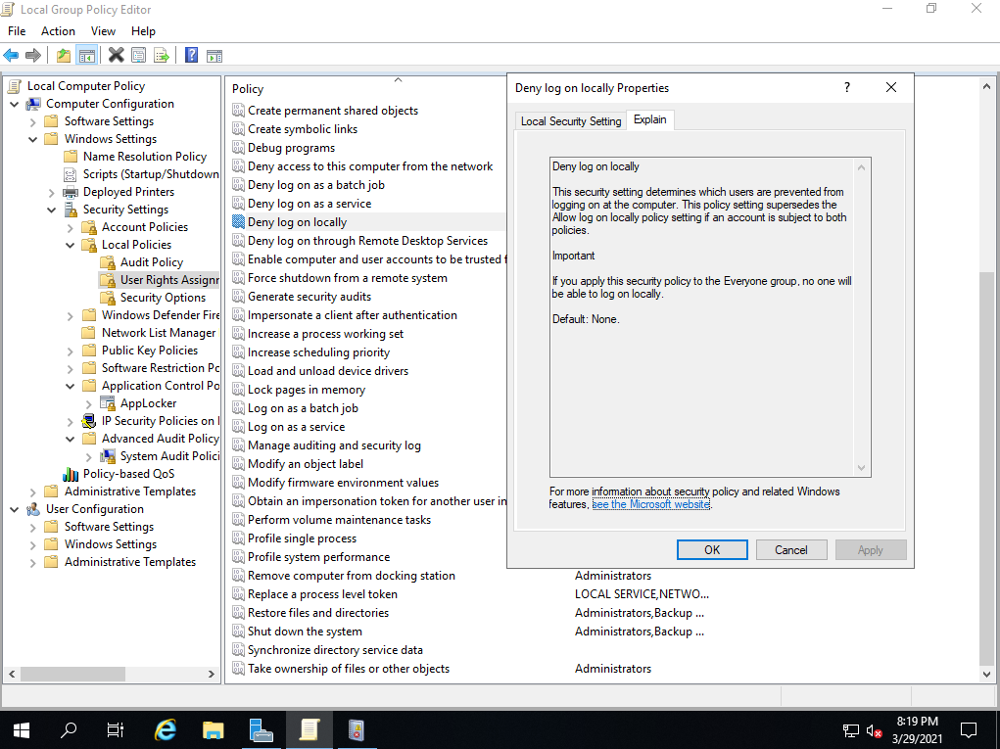 Local Group Policy Editor
File Action View Help
Local Computer Policy
Computer Configuration
Software Settings
Windows Settings
Name Resolution Policy
Scripts (Startup/Shutdown
Deployed Printers
Security Settings
Account Policies
Local Policies
Audit Policy
User Rights Assignm
Security Options
Windows Defender Fire
Network List Manager
Public Key Policies
Software Restriction Po
Application Control Po
AppLocker
IP Security Policies on
Advanced Audit Policy
System Audit Polici
Policy-based QoS
Administrative Templates
User Configuration
Software Settings
Windows Settings
Administrative Templates
Policy
Create permanent shared objects
Create symbolic links
Debug programs
Deny access to this computer from the network
Deny log on as a batch job
Deny log on as a service
Deny log on locally
Deny log on through Remote Desktop Services
Enable computer and user accounts to be trusted f
Force shutdown from a remote system
Generate security audits
Impersonate a client after authentication
Increase a process working set
Increase scheduling priority
Load and unload device drivers
Lock pages in memory
Log on as a batch job
Log on as a service
Manage auditing and security log
Modify an object label
Modify firmware environment values
Obtain an impersonation token for another user in
Perform volume maintenance tasks
Profile single process
Profile system performance
Remove computer from docking station Administrators
Replace a process level token LOCAL SERVICE,NETWO...
Restore files and directories Administrators,Backup ...
Shut down the system Administrators,Backup ...
Synchronize directory service data
Take ownership of files or other objects Administrators
Deny log on locally Properties ?
Local Security Setting Explain
Deny log on locally
This security setting determines which users are prevented from
logging on at the computer. This policy setting supersedes the
Allow log on locally policy setting if an account is subject to both
policies.
Important
If you apply this security policy to the Everyone group, no one will
be able to log on locally.
Default: None.
For more information about security policy and related Windows
features, see the Microsoft website.
OK Cancel Apply
8:19 PM
3/29/2021